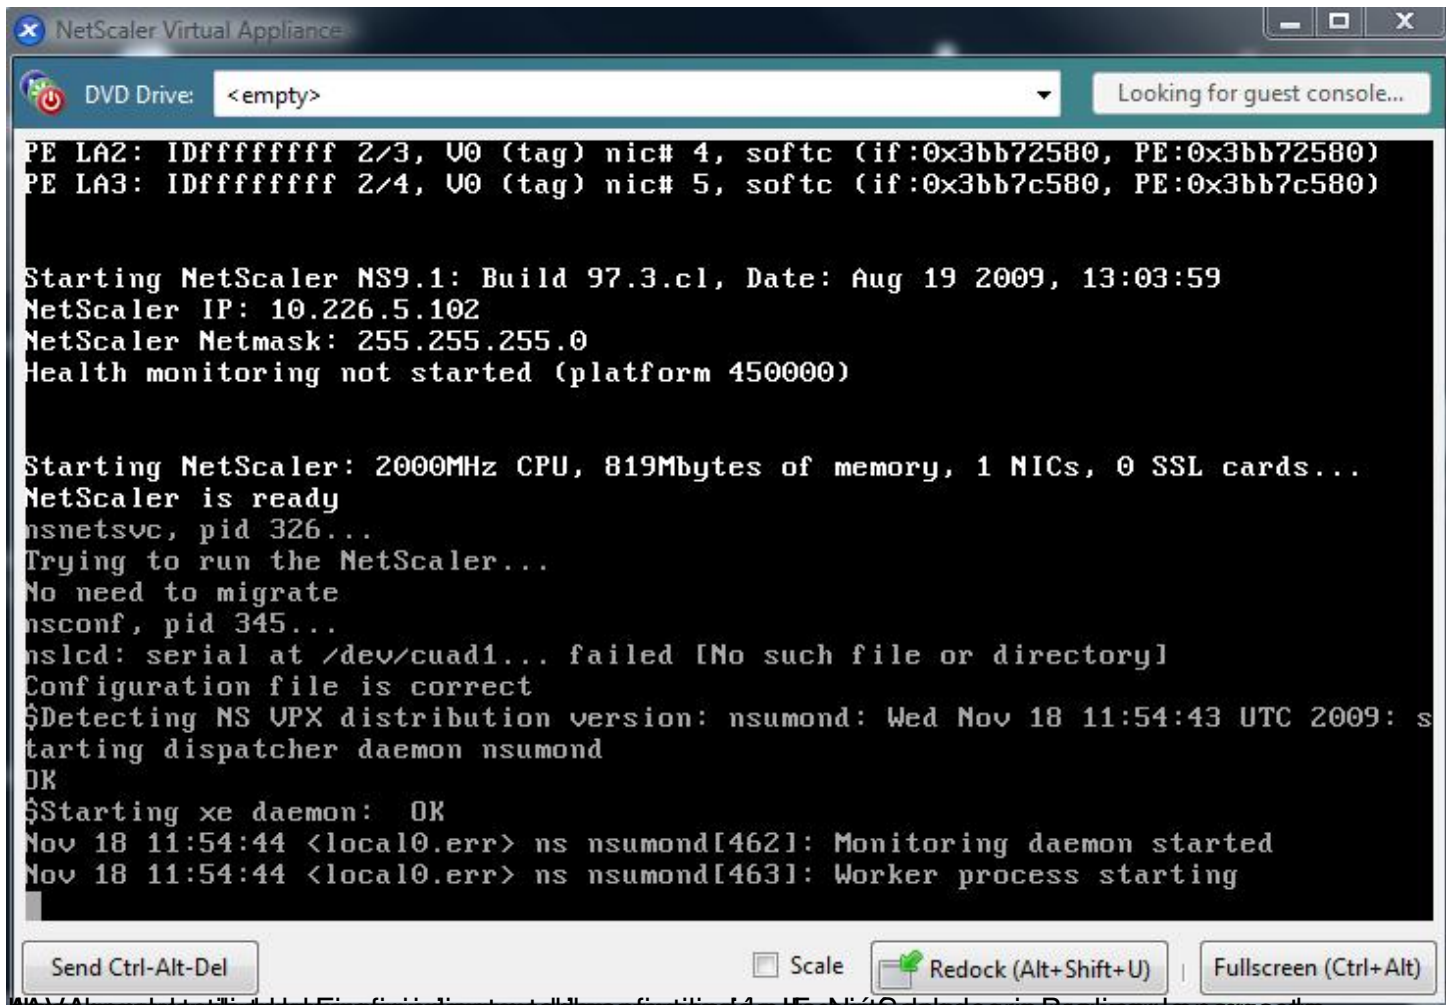 NetScaler Virtual Appliance
DVD Drive: <empty> Looking for guest console...
PE LA2: IDffffffff 2/3, V0 (tag) nic# 4, softc (if:0x3bb72580, PE:0x3bb72580)
PE LA3: IDffffffff 2/4, V0 (tag) nic# 5, softc (if:0x3bb7c580, PE:0x3bb7c580)
Starting NetScaler NS9.1: Build 97.3.cl, Date: Aug 19 2009, 13:03:59
NetScaler IP: 10.226.5.102
NetScaler Netmask: 255.255.255.0
Health monitoring not started (platform 450000)
Starting NetScaler: 2000MHz CPU, 819Mbytes of memory, 1 NICs, 0 SSL cards...
NetScaler is ready
nsnetsvc, pid 326...
Trying to run the NetScaler...
No need to migrate
nsconf, pid 345...
nslcd: serial at /dev/cuad1... failed [No such file or directory]
Configuration file is correct
$Detecting NS VPX distribution version: nsumond: Wed Nov 18 11:54:43 UTC 2009: s
tarting dispatcher daemon nsumond
OK
$Starting xe daemon:  OK
Nov 18 11:54:44 <local0.err> ns nsumond[462]: Monitoring daemon started
Nov 18 11:54:44 <local0.err> ns nsumond[463]: Worker process starting
Send Ctrl-Alt-Del Scale Redock (Alt+Shift+U) Fullscreen (Ctrl+Alt)